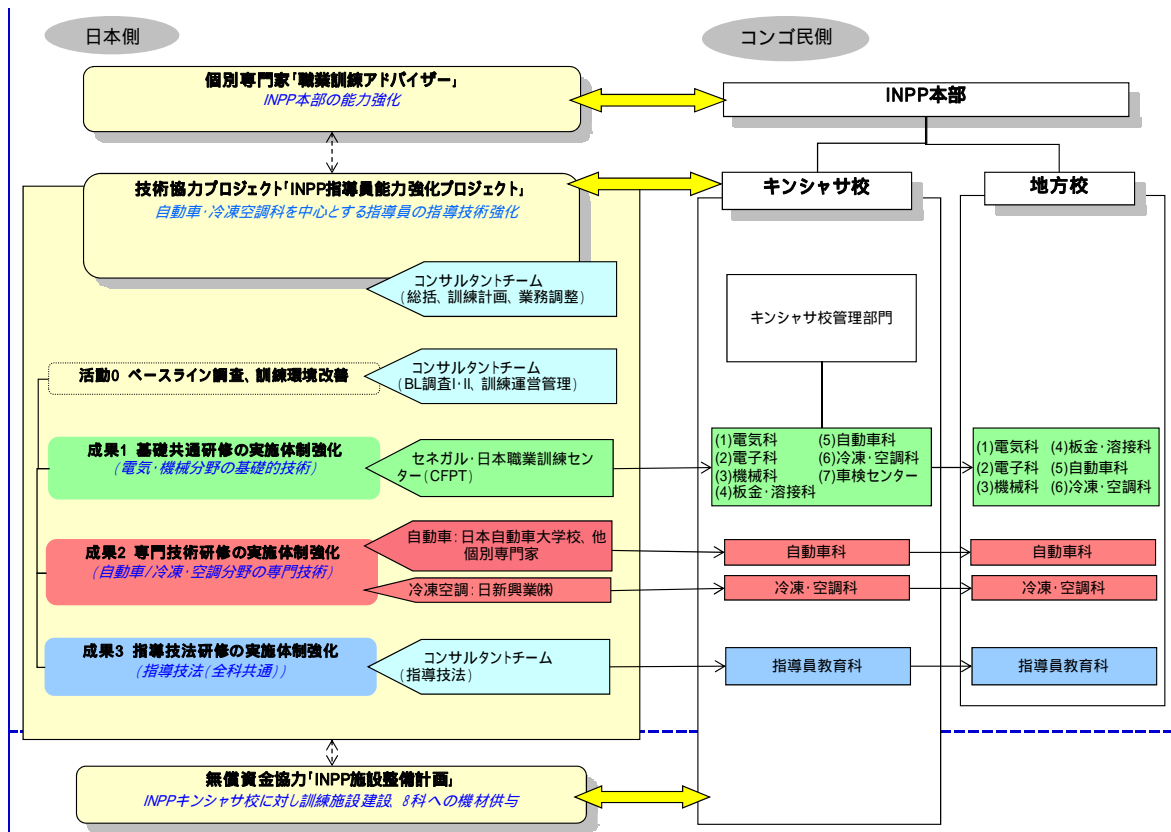 日本側
コンゴ民側
個別専門家｢職業訓練アドバイザー｣
INPP本部の能力強化
INPP本部
技術協力プロジェクト｢INPP指導員能力強化プロジェクト｣
自動車･冷凍空調科を中心とする指導員の指導技術強化
キンシャサ校
地方校
コンサルタントチーム
(総括、訓練計画、業務調整)
キンシャサ校管理部門
活動0 ベースライン調査、訓練環境改善
コンサルタントチーム
(BL調査I･II、訓練運営管理)
成果1 基礎共通研修の実施体制強化
(電気･機械分野の基礎的技術)
セネガル･日本職業訓練セン
ター(CFPT)
(1)電気科 (5)自動車科
(2)電子科 (6)冷凍･空調科
(3)機械科 (7)車検センター
(4)板金･溶接科
(1)電気科 (4)板金･溶接科
(2)電子科 (5)自動車科
(3)機械科 (6)冷凍･空調科
成果2 専門技術研修の実施体制強化
(自動車/冷凍･空調分野の専門技術)
自動車:日本自動車大学校、他
個別専門家
冷凍空調:日新興業㈱
自動車科
自動車科
冷凍･空調科
冷凍･空調科
成果3 指導技法研修の実施体制強化
(指導技法(全科共通))
コンサルタントチーム
(指導技法)
指導員教育科
指導員教育科
無償資金協力｢INPP施設整備計画｣
INPPキンシャサ校に対し訓練施設建設、8科への機材供与